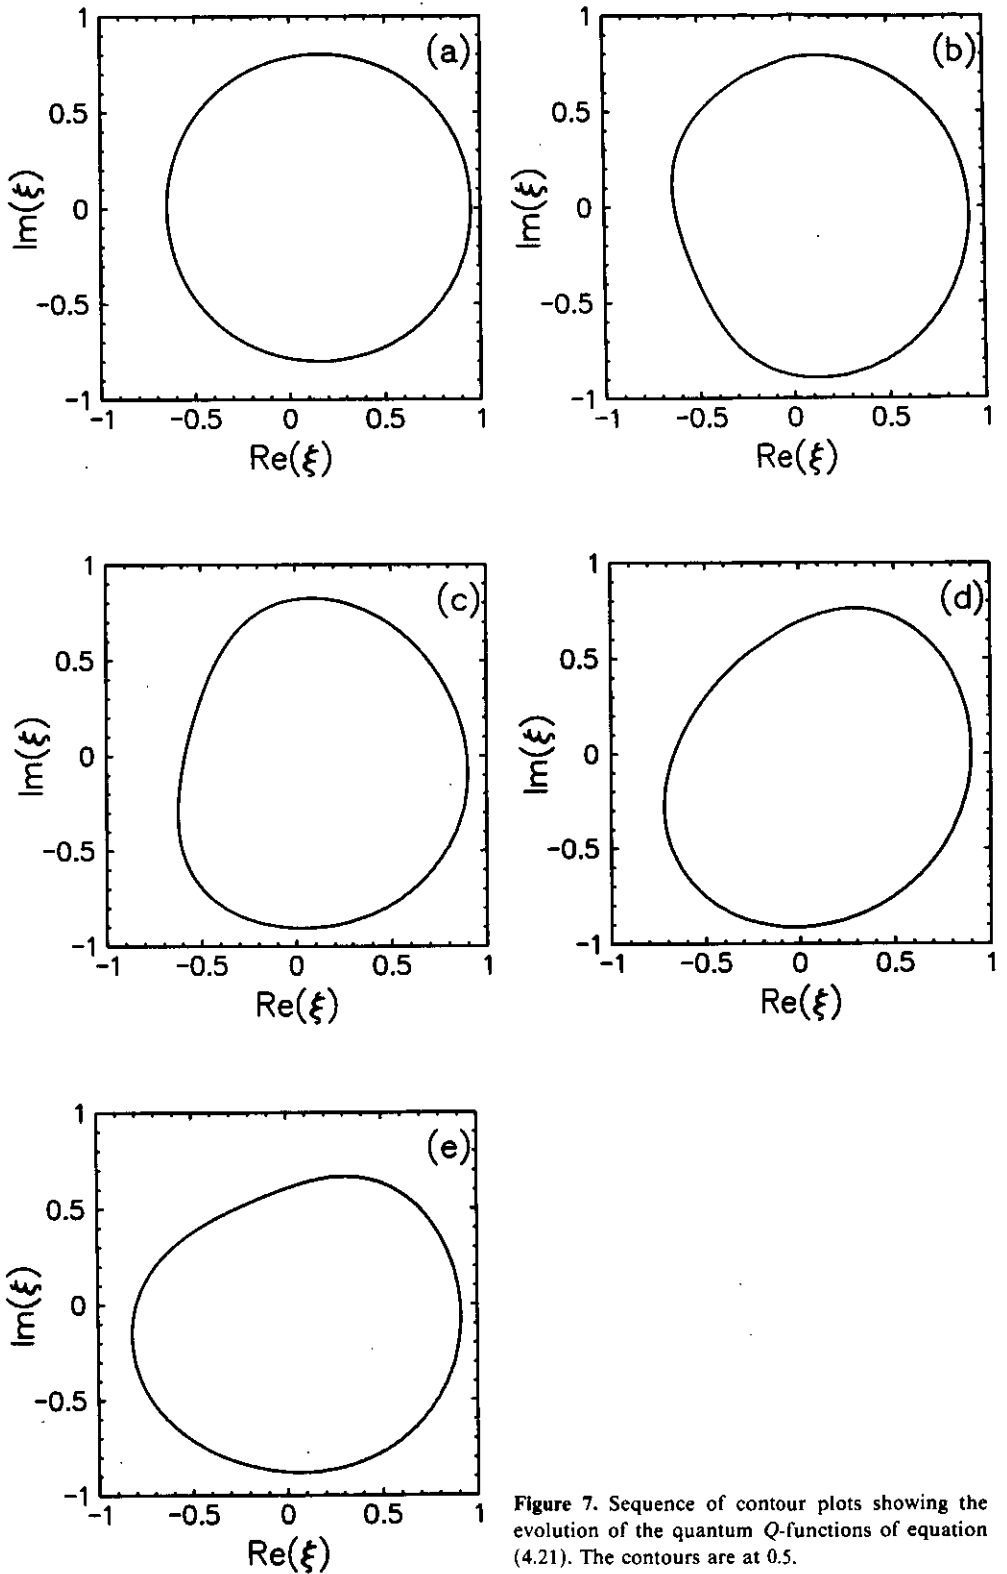 (a)
1
0.5
0
−0.5
−1
Im(ξ)
−1 −0.5 0 0.5 1
Re(ξ)
(b)
1
0.5
0
−0.5
−1
Im(ξ)
−1 −0.5 0 0.5 1
Re(ξ)
(c)
1
0.5
0
−0.5
−1
Im(ξ)
−1 −0.5 0 0.5 1
Re(ξ)
(d)
1
0.5
0
−0.5
−1
Im(ξ)
−1 −0.5 0 0.5 1
Re(ξ)
(e)
1
0.5
0
−0.5
−1
Im(ξ)
−1 −0.5 0 0.5 1
Re(ξ)
Figure 7. Sequence of contour plots showing the
evolution of the quantum Q-functions of equation
(4.21). The contours are at 0.5.